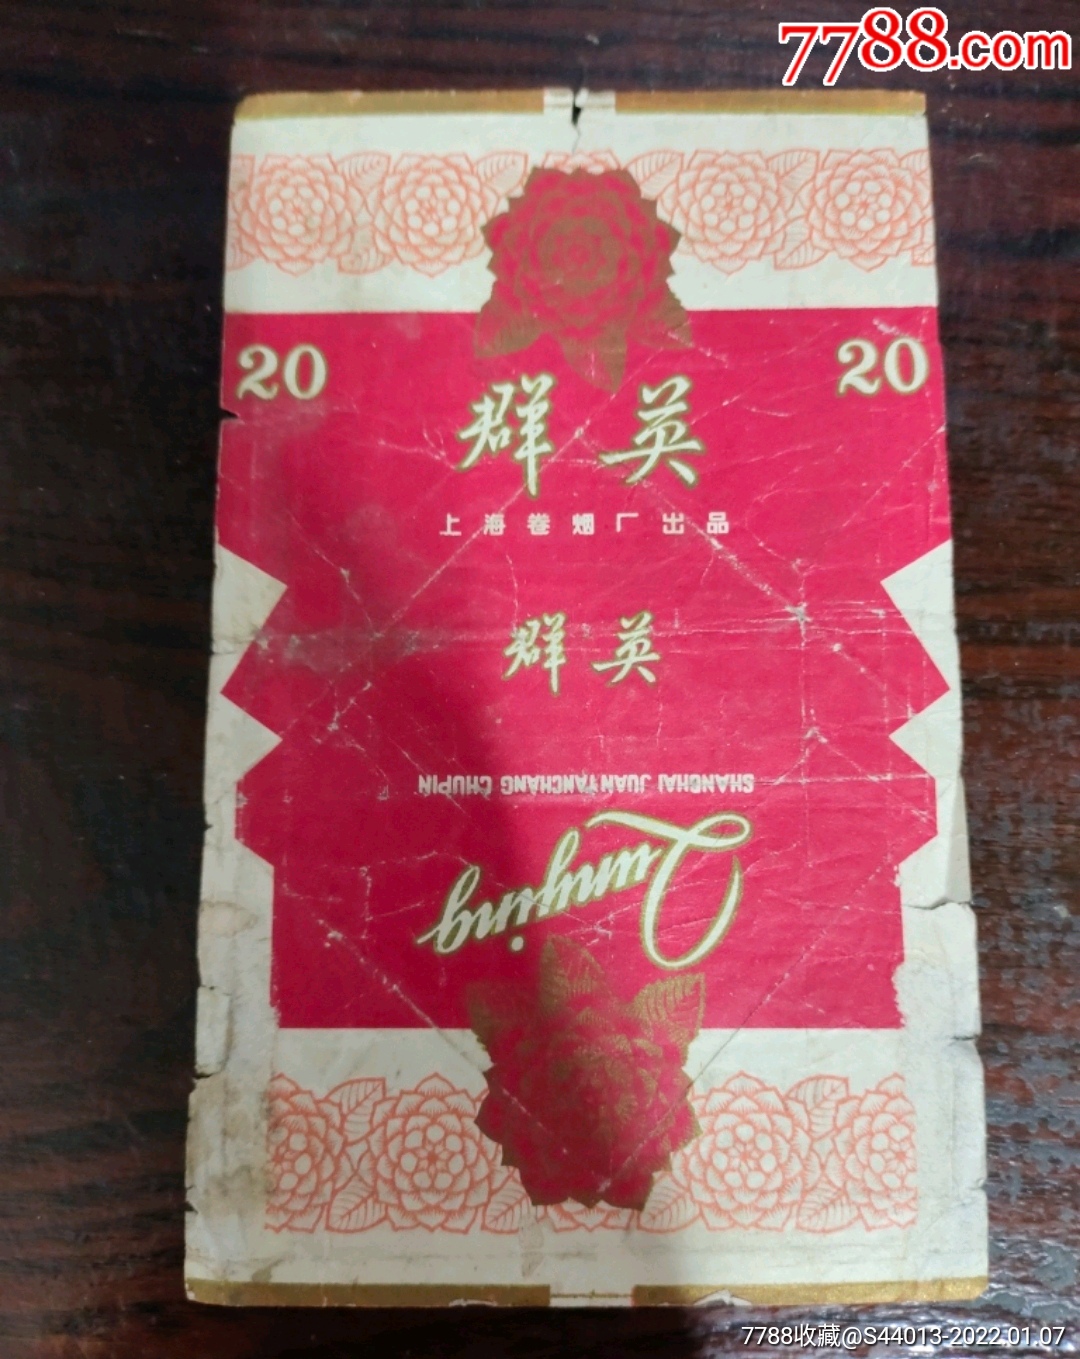 7788.com
20 20
群英
上海卷烟厂出品
群英
SHANGHAI JUANYANCHANG CHUPIN
Qunying
7788收藏@S44013-2022.01.07